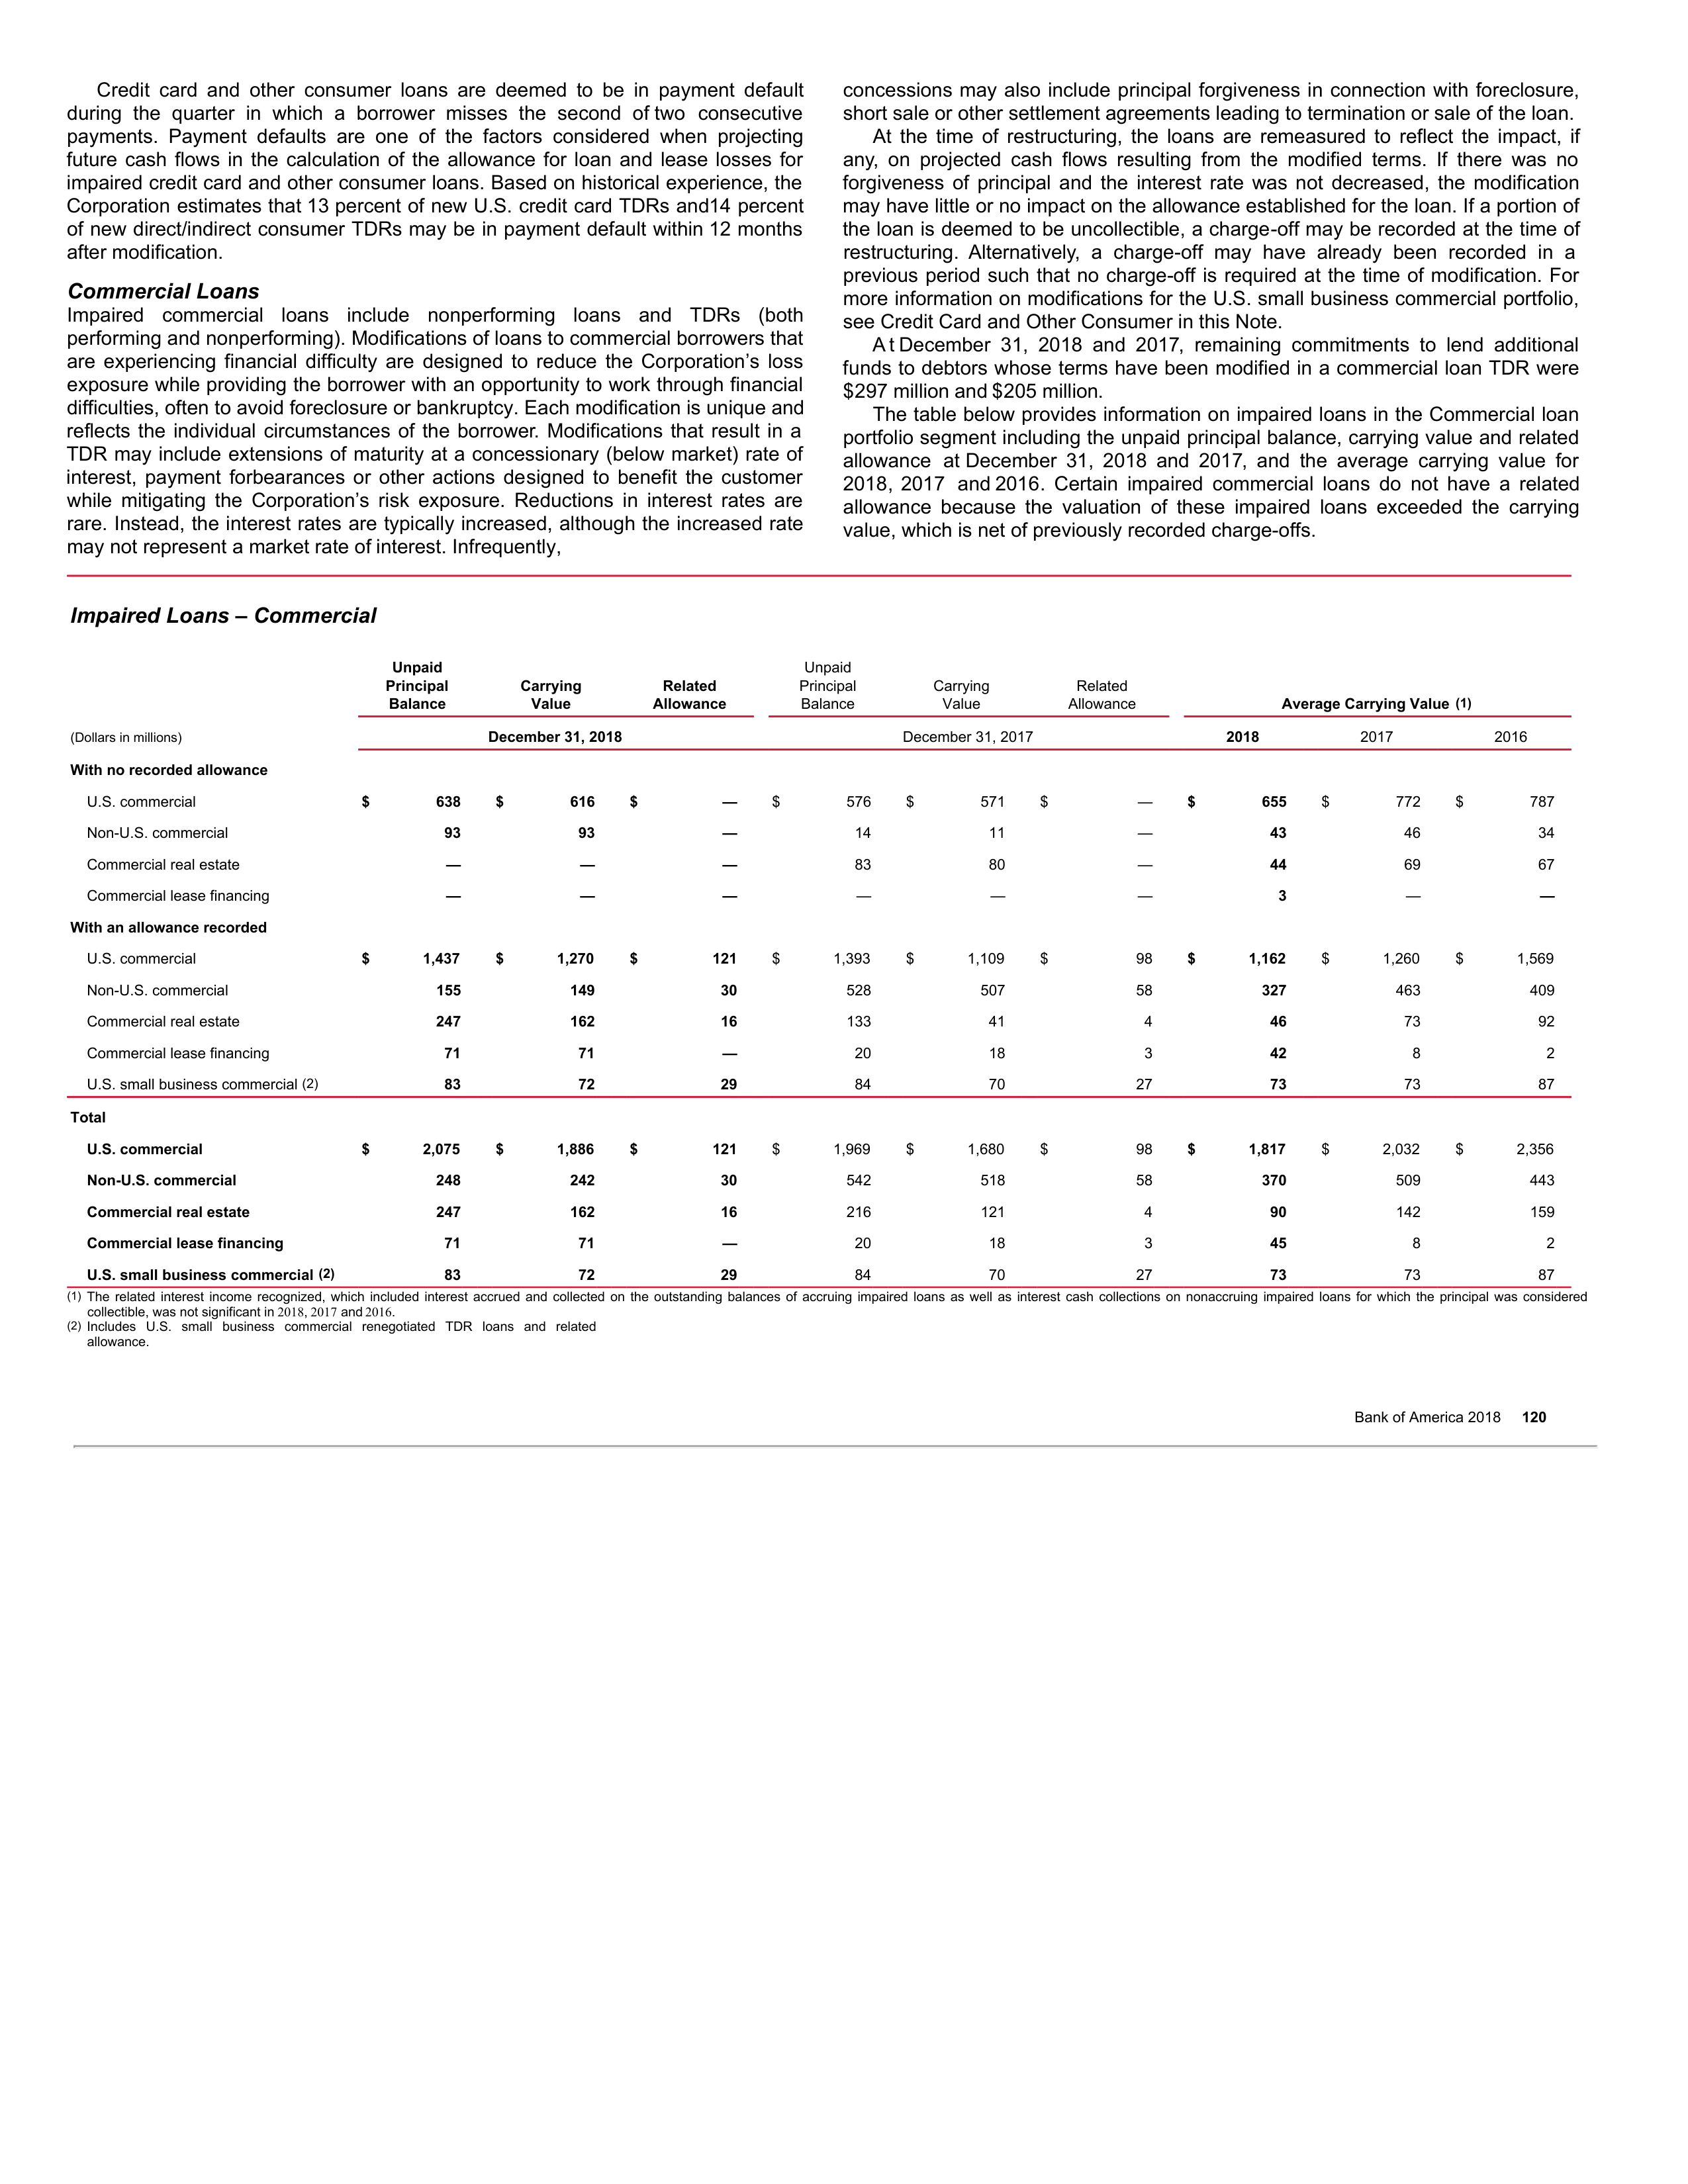 Credit card and other consumer loans are deemed to be in payment default
during the quarter in which a borrower misses the second of two consecutive
payments. Payment defaults are one of the factors considered when projecting
future cash flows in the calculation of the allowance for loan and lease losses for
impaired credit card and other consumer loans. Based on historical experience, the
Corporation estimates that 13 percent of new U.S. credit card TDRs and14 percent
of new direct/indirect consumer TDRs may be in payment default within 12 months
after modification.
Commercial Loans
Impaired commercial loans include nonperforming loans and TDRs (both
performing and nonperforming). Modifications of loans to commercial borrowers that
are experiencing financial difficulty are designed to reduce the Corporation’s loss
exposure while providing the borrower with an opportunity to work through financial
difficulties, often to avoid foreclosure or bankruptcy. Each modification is unique and
reflects the individual circumstances of the borrower. Modifications that result in a
TDR may include extensions of maturity at a concessionary (below market) rate of
interest, payment forbearances or other actions designed to benefit the customer
while mitigating the Corporation’s risk exposure. Reductions in interest rates are
rare. Instead, the interest rates are typically increased, although the increased rate
may not represent a market rate of interest. Infrequently,
concessions may also include principal forgiveness in connection with foreclosure,
short sale or other settlement agreements leading to termination or sale of the loan.
At the time of restructuring, the loans are remeasured to reflect the impact, if
any, on projected cash flows resulting from the modified terms. If there was no
forgiveness of principal and the interest rate was not decreased, the modification
may have little or no impact on the allowance established for the loan. If a portion of
the loan is deemed to be uncollectible, a charge-off may be recorded at the time of
restructuring. Alternatively, a charge-off may have already been recorded in a
previous period such that no charge-off is required at the time of modification. For
more information on modifications for the U.S. small business commercial portfolio,
see Credit Card and Other Consumer in this Note.
At December 31, 2018 and 2017, remaining commitments to lend additional
funds to debtors whose terms have been modified in a commercial loan TDR were
$297 million and $205 million.
The table below provides information on impaired loans in the Commercial loan
portfolio segment including the unpaid principal balance, carrying value and related
allowance at December 31, 2018 and 2017, and the average carrying value for
2018, 2017 and 2016. Certain impaired commercial loans do not have a related
allowance because the valuation of these impaired loans exceeded the carrying
value, which is net of previously recorded charge-offs.
Impaired Loans – Commercial
Unpaid Unpaid
Principal Carrying Related Principal Carrying Related
Balance Value Allowance Balance Value Allowance Average Carrying Value (1)
(Dollars in millions) December 31, 2018 December 31, 2017 2018 2017 2016
With no recorded allowance
U.S. commercial $ 638 $ 616 $ — $ 576 $ 571 $ — $ 655 $ 772 $ 787
Non-U.S. commercial 93 93 — 14 11 — 43 46 34
Commercial real estate — — — 83 80 — 44 69 67
Commercial lease financing — — — — — — 3 — —
With an allowance recorded
U.S. commercial $ 1,437 $ 1,270 $ 121 $ 1,393 $ 1,109 $ 98 $ 1,162 $ 1,260 $ 1,569
Non-U.S. commercial 155 149 30 528 507 58 327 463 409
Commercial real estate 247 162 16 133 41 4 46 73 92
Commercial lease financing 71 71 — 20 18 3 42 8 2
U.S. small business commercial (2) 83 72 29 84 70 27 73 73 87
Total
U.S. commercial $ 2,075 $ 1,886 $ 121 $ 1,969 $ 1,680 $ 98 $ 1,817 $ 2,032 $ 2,356
Non-U.S. commercial 248 242 30 542 518 58 370 509 443
Commercial real estate 247 162 16 216 121 4 90 142 159
Commercial lease financing 71 71 — 20 18 3 45 8 2
U.S. small business commercial (2) 83 72 29 84 70 27 73 73 87
(1) The related interest income recognized, which included interest accrued and collected on the outstanding balances of accruing impaired loans as well as interest cash collections on nonaccruing impaired loans for which the principal was considered
collectible, was not significant in 2018, 2017 and 2016.
(2) Includes U.S. small business commercial renegotiated TDR loans and related
allowance.
Bank of America 2018 120